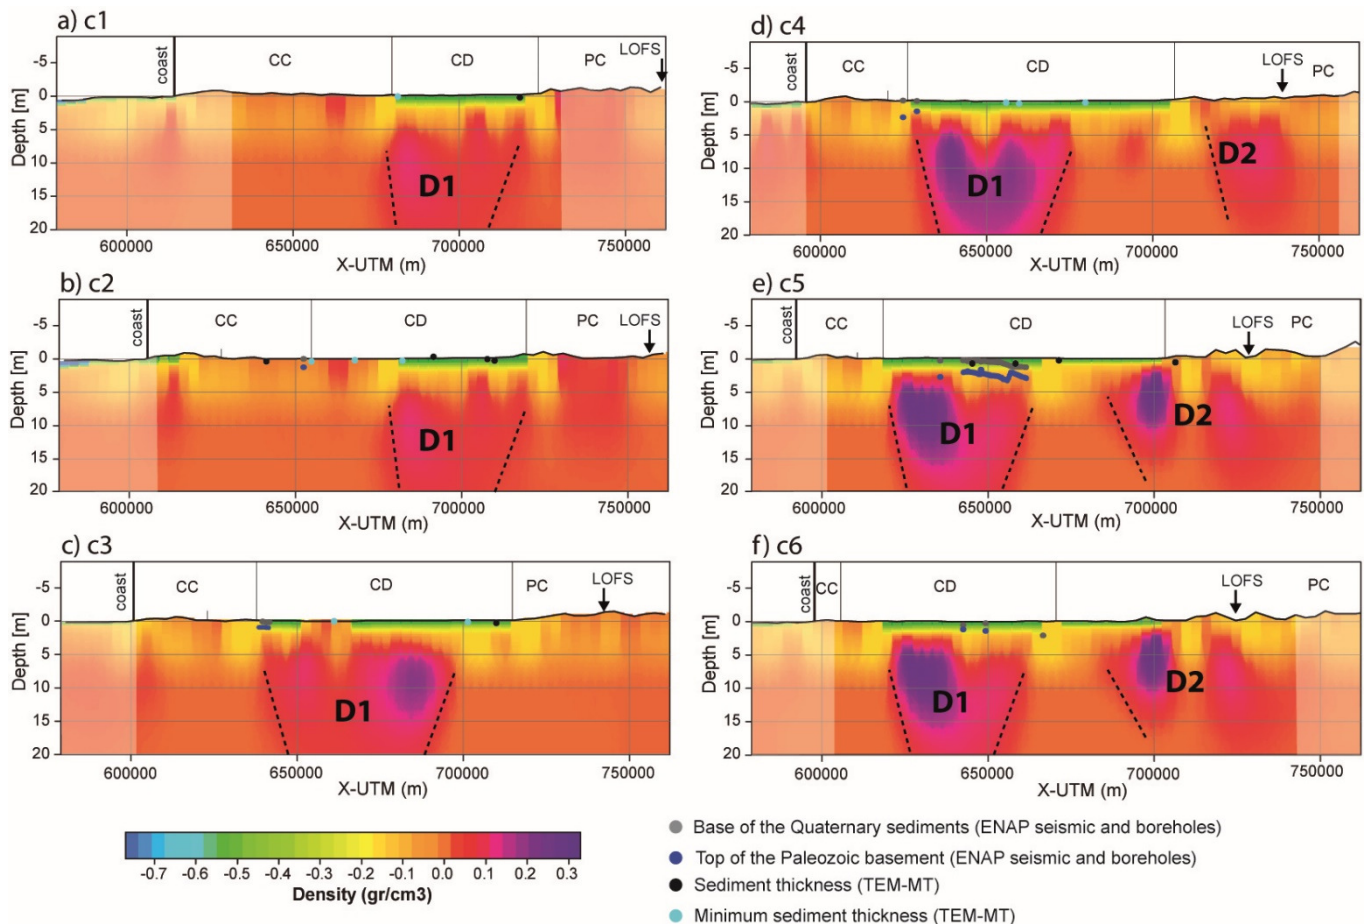 a) c1
coast
CC
CD
PC
LOFS
-5
0
5
10
15
20
Depth [m]
D1
600000 650000 700000 750000
X-UTM (m)
b) c2
coast
CC
CD
PC
LOFS
-5
0
5
10
15
20
Depth [m]
D1
600000 650000 700000 750000
X-UTM (m)
c) c3
coast
CC
CD
PC
LOFS
-5
0
5
10
15
20
Depth [m]
D1
600000 650000 700000 750000
X-UTM (m)
d) c4
coast
CC
CD
LOFS
PC
-5
0
5
10
15
20
Depth [m]
D1
D2
600000 650000 700000 750000
X-UTM (m)
e) c5
coast
CC
CD
LOFS
PC
-5
0
5
10
15
20
Depth [m]
D1
D2
600000 650000 700000 750000
X-UTM (m)
f) c6
coast
CC
CD
LOFS
PC
-5
0
5
10
15
20
Depth [m]
D1
D2
600000 650000 700000 750000
X-UTM (m)
-0.7 -0.6 -0.5 -0.4 -0.3 -0.2 -0.1 0.0 0.1 0.2 0.3
Density (gr/cm3)
Base of the Quaternary sediments (ENAP seismic and boreholes)
Top of the Paleozoic basement (ENAP seismic and boreholes)
Sediment thickness (TEM-MT)
Minimum sediment thickness (TEM-MT)